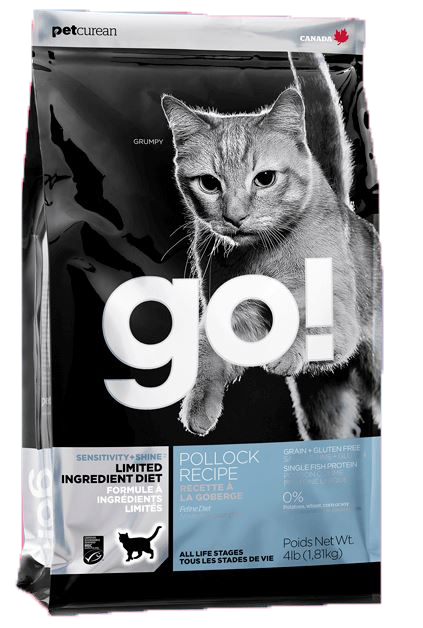 petcurean
CANADA
GRUMPY
go!
SENSITIVITY+SHINE
LIMITED
INGREDIENT DIET
FORMULE À
INGRÉDIENTS
LIMITÉS
POLLOCK
RECIPE
RECETTE À
LA GOBERGE
Feline Diet
ALL LIFE STAGES
TOUS LES STADES DE VIE
GRAIN + GLUTEN FREE
SINGLE FISH PROTEIN
0%
Poids Net Wt.
4lb (1,81kg)
go!